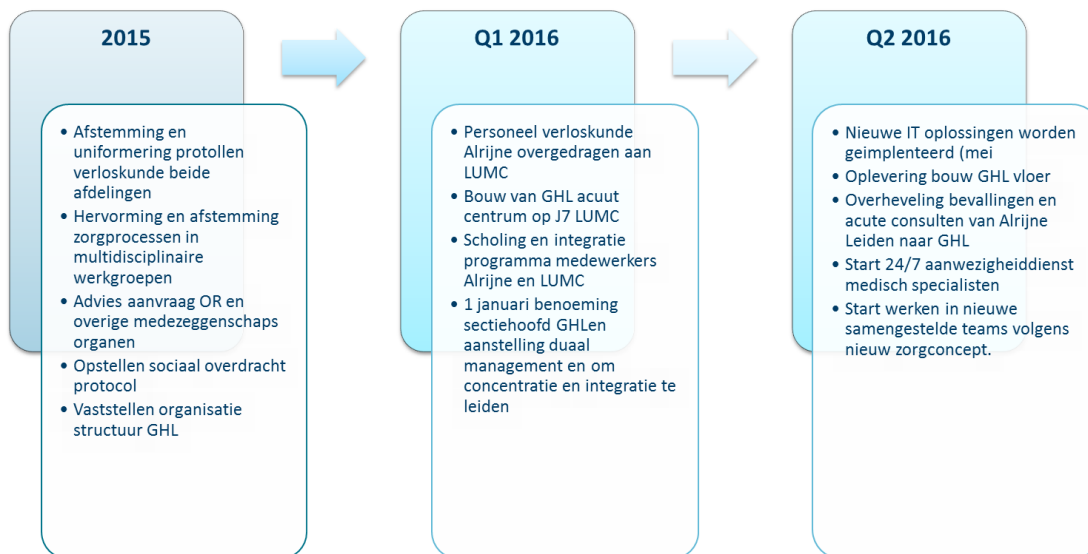 2015
• Afstemming en
uniformering protollen
verloskunde beide
afdelingen
• Hervorming en afstemming
zorgprocessen in
multidisciplinaire
werkgroepen
• Advies aanvraag OR en
overige medezeggenschaps
organen
• Opstellen sociaal overdracht
protocol
• Vaststellen organisatie
structuur GHL
Q1 2016
• Personeel verloskunde
Alrijne overgedragen aan
LUMC
• Bouw van GHL acuut
centrum op J7 LUMC
• Scholing en integratie
programma medewerkers
Alrijne en LUMC
• 1 januari benoeming
sectiehoofd GHLen
aanstelling duaal
management en om
concentratie en integratie te
leiden
Q2 2016
• Nieuwe IT oplossingen worden
geimplenteerd (mei
• Oplevering bouw GHL vloer
• Overheveling bevallingen en
acute consulten van Alrijne
Leiden naar GHL
• Start 24/7 aanwezigheiddienst
medisch specialisten
• Start werken in nieuwe
samengestelde teams volgens
nieuw zorgconcept.